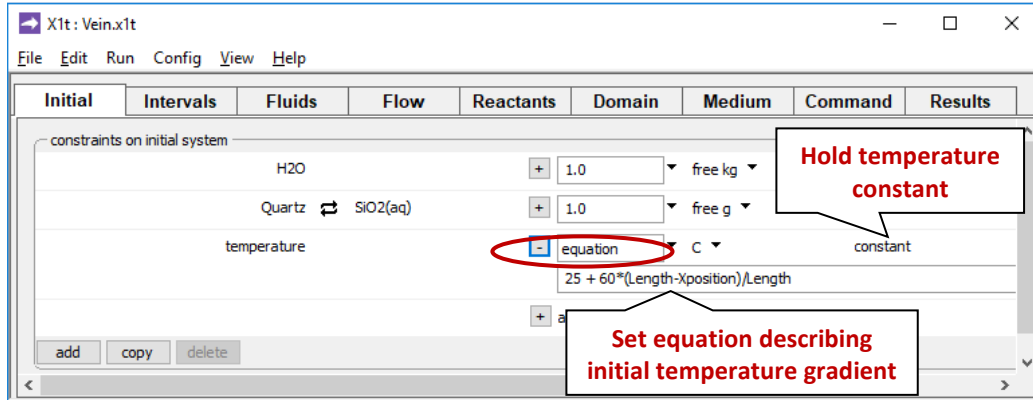 X1t : Vein.x1t
File Edit Run Config View Help
Initial Intervals Fluids Flow Reactants Domain Medium Command Results
constraints on initial system
H2O + 1.0 free kg
Hold temperature
constant
Quartz SiO2(aq) + 1.0 free g
temperature - equation C constant
25 + 60*(Length-Xposition)/Length
+
Set equation describing
initial temperature gradient
add copy delete